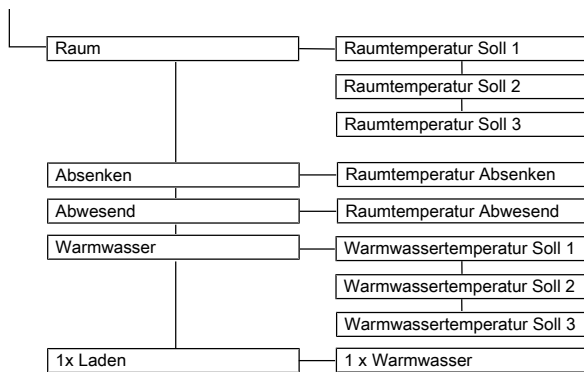 Raum
Raumtemperatur Soll 1
Raumtemperatur Soll 2
Raumtemperatur Soll 3
Absenken
Raumtemperatur Absenken
Abwesend
Raumtemperatur Abwesend
Warmwasser
Warmwassertemperatur Soll 1
Warmwassertemperatur Soll 2
Warmwassertemperatur Soll 3
1x Laden
1 x Warmwasser